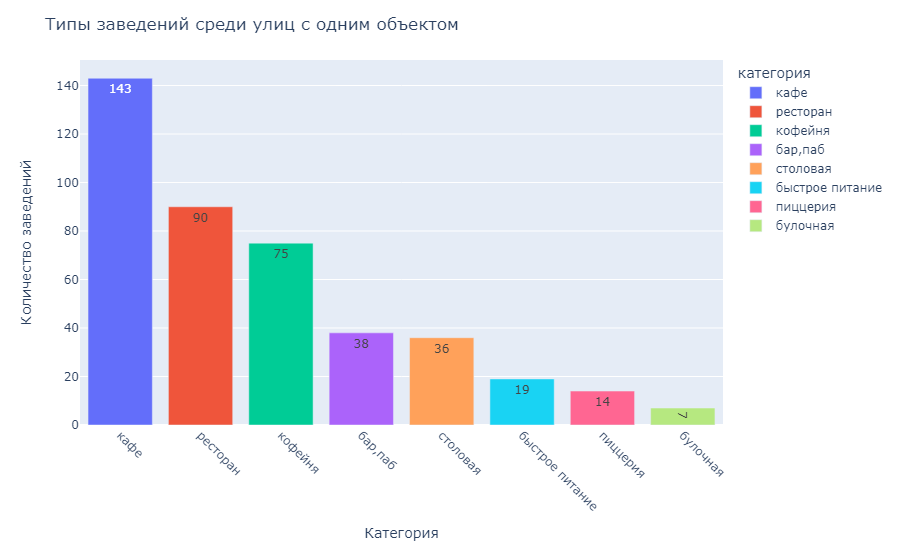 Типы заведений среди улиц с одним объектом
Количество заведений
140
120
100
80
60
40
20
0
143
90
75
38
36
19
14
7
кафе
ресторан
кофейня
бар,паб
столовая
быстрое питание
пиццерия
булочная
Категория
категория
кафе
ресторан
кофейня
бар,паб
столовая
быстрое питание
пиццерия
булочная